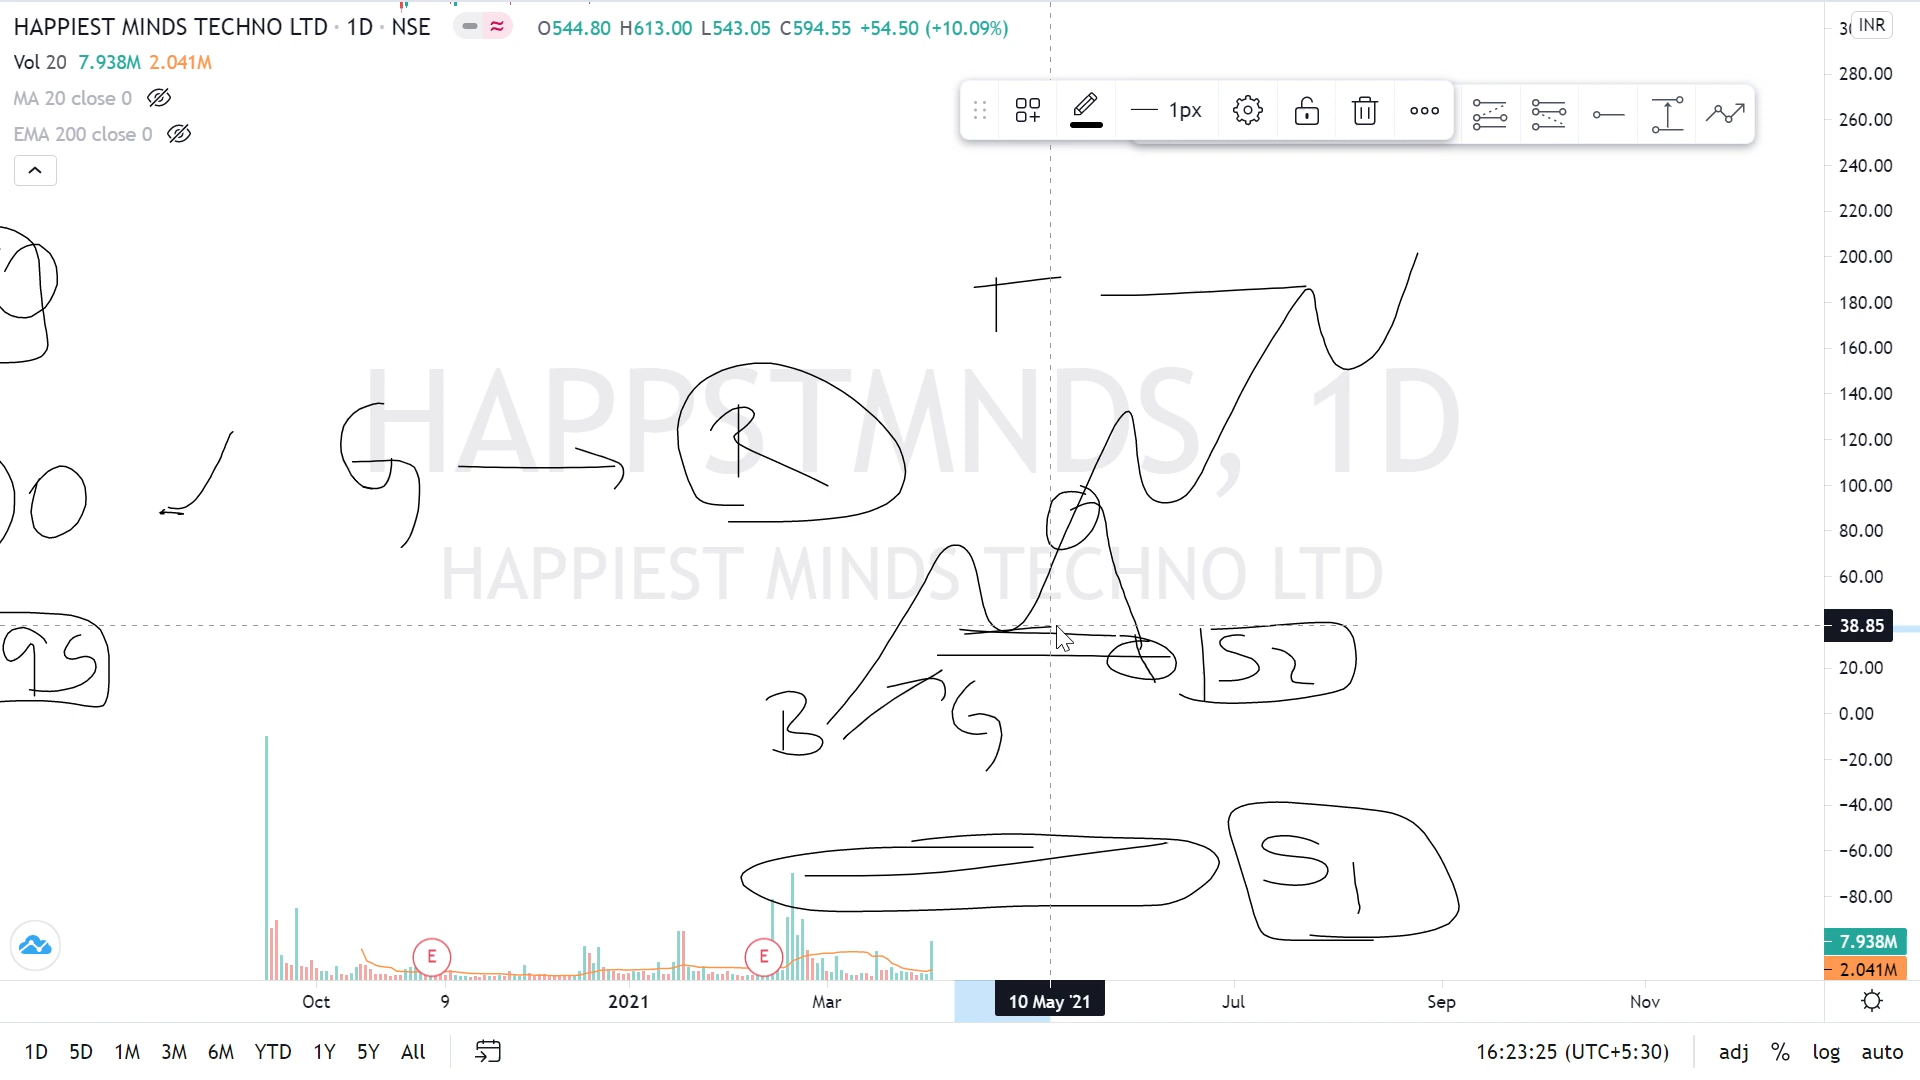 HAPPIEST MINDS TECHNO LTD · 1D · NSE O544.80 H613.00 L543.05 C594.55 +54.50 (+10.09%)
INR
Vol 20 7.938M 2.041M
MA 20 close 0
EMA 200 close 0
1px
280.00
260.00
240.00
220.00
200.00
180.00
160.00
140.00
120.00
100.00
80.00
60.00
38.85
20.00
0.00
−20.00
−40.00
−60.00
−80.00
7.938M
2.041M
HAPPSTMNDS, 1D
HAPPIEST MINDS TECHNO LTD
T
G R
B G S2
S1
95
E E
Oct 9 2021 Mar 10 May '21 Jul Sep Nov
1D 5D 1M 3M 6M YTD 1Y 5Y All 16:23:25 (UTC+5:30) adj % log auto